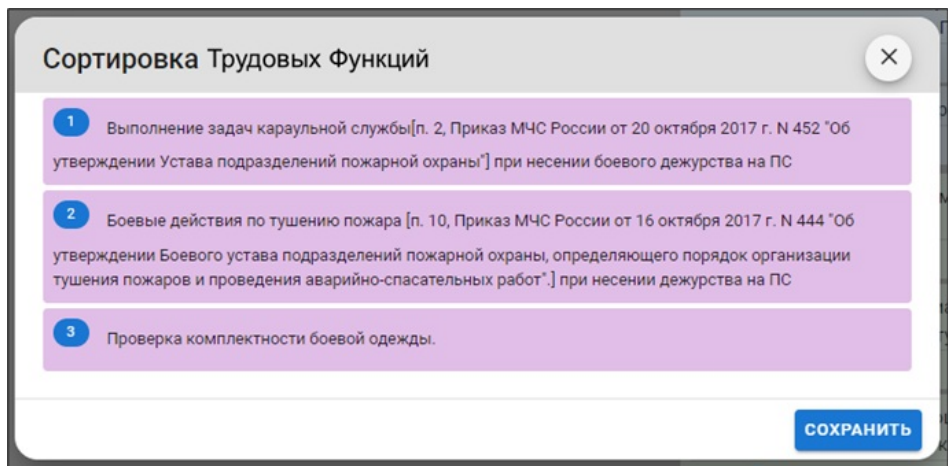 Сортировка Трудовых Функций
1 Выполнение задач караульной службы[п. 2, Приказ МЧС России от 20 октября 2017 г. N 452 "Об
утверждении Устава подразделений пожарной охраны"] при несении боевого дежурства на ПС
2 Боевые действия по тушению пожара [п. 10, Приказ МЧС России от 16 октября 2017 г. N 444 "Об
утверждении Боевого устава подразделений пожарной охраны, определяющего порядок организации
тушения пожаров и проведения аварийно-спасательных работ".] при несении дежурства на ПС
3 Проверка комплектности боевой одежды.
СОХРАНИТЬ